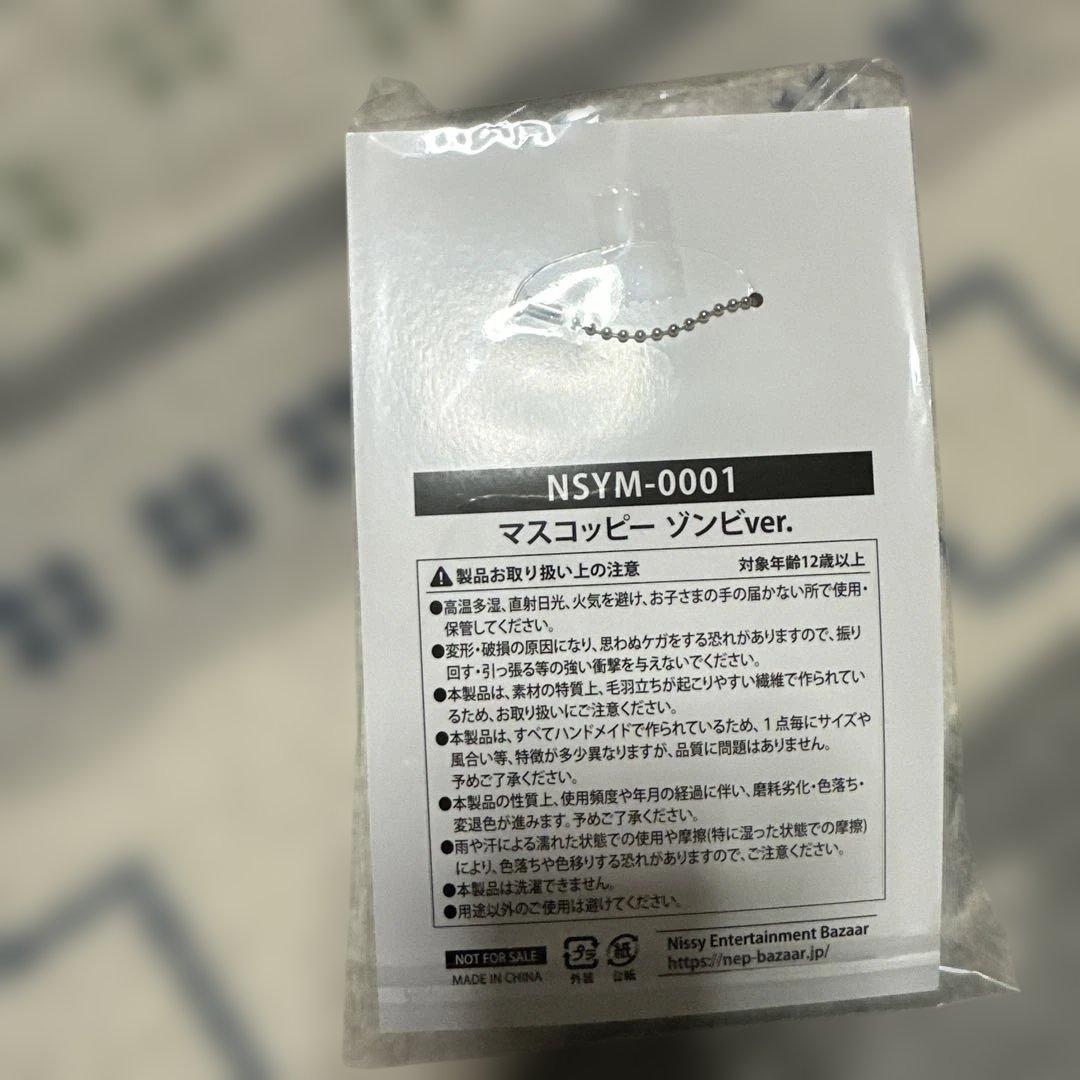 NSYM-0001
マスコッピー ゾンビver.
製品お取り扱い上の注意 対象年齢12歳以上
●高温多湿、直射日光、火気を避け、お子さまの手の届かない所で使用・
保管してください。
●変形・破損の原因になり、思わぬケガをする恐れがありますので、振り
回す・引っ張る等の強い衝撃を与えないでください。
●本製品は、素材の特質上、毛羽立ちが起こりやすい繊維で作られてい
るため、お取り扱いにご注意ください。
●本製品は、すべてハンドメイドで作られているため、1点毎にサイズや
風合い等、特徴が多少異なりますが、品質に問題はありません。
予めご了承ください。
●本製品の性質上、使用頻度や年月の経過に伴い、磨耗劣化・色落ち・
変退色が進みます。予めご了承ください。
●雨や汗による濡れた状態での使用や摩擦(特に湿った状態での摩擦)
により、色落ちや色移りする恐れがありますので、ご注意ください。
●本製品は洗濯できません。
●用途以外のご使用は避けてください。
NOT FOR SALE
MADE IN CHINA
プラ
外装
紙
台紙
Nissy Entertainment Bazaar
https://nep-bazaar.jp/